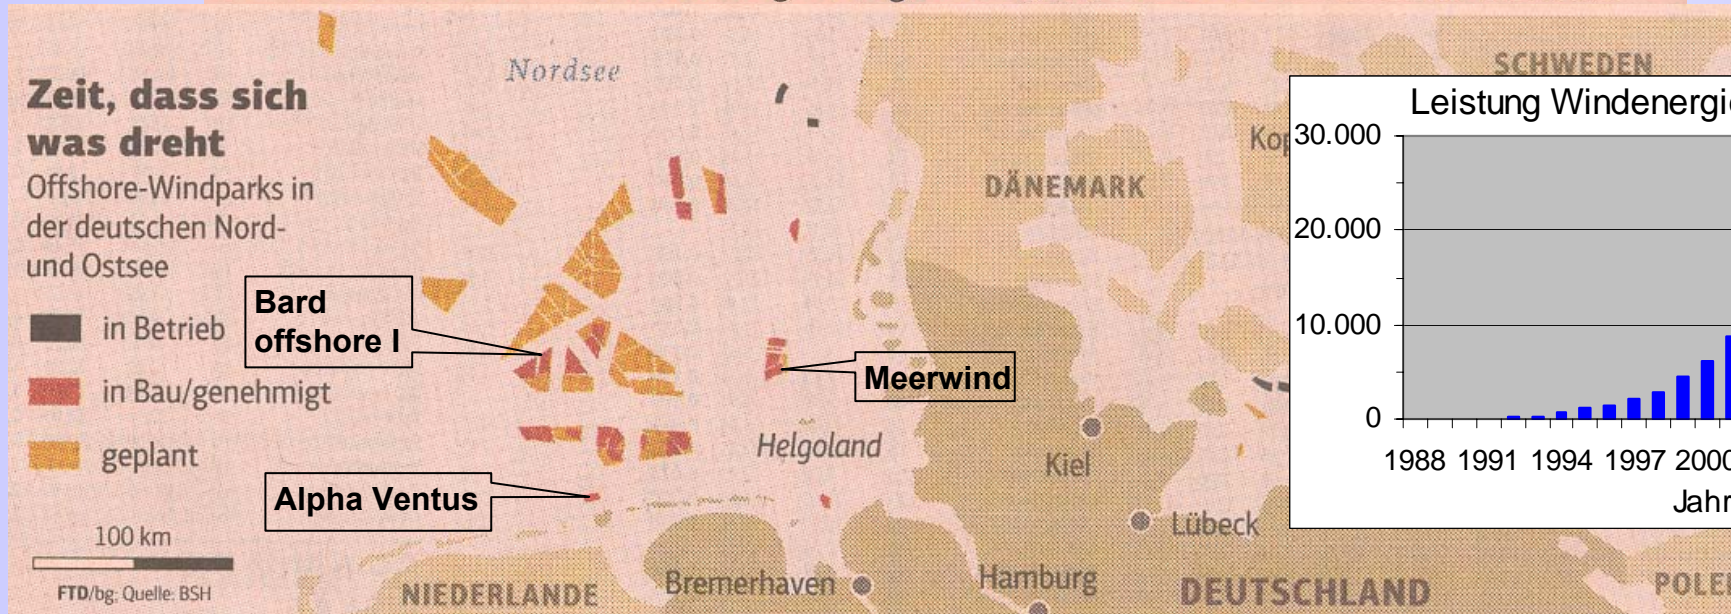 Nordsee
SCHWEDEN
Zeit, dass sich
was dreht
Offshore-Windparks in
der deutschen Nord-
und Ostsee
in Betrieb
in Bau/genehmigt
geplant
100 km
FTD/bg; Quelle: BSH
Bard
offshore I
Alpha Ventus
Meerwind
Helgoland
DÄNEMARK
Kiel
Lübeck
Hamburg
Bremerhaven
NIEDERLANDE
DEUTSCHLAND
Leistung Windenergie
30.000
20.000
10.000
0
1988 1991 1994 1997 2000
Jahr